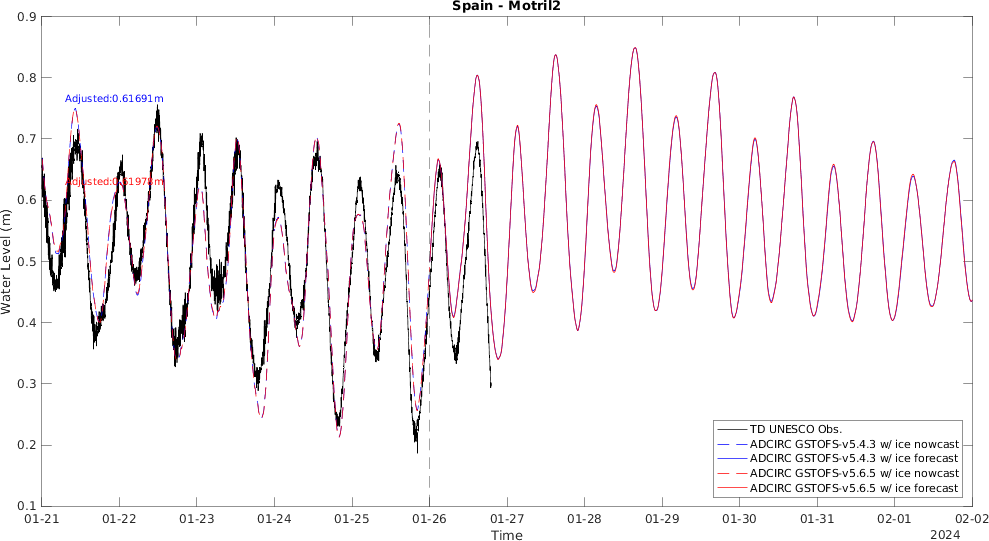 Spain - Motril2
0.9
0.8
0.7
0.6
0.5
0.4
0.3
0.2
0.1
Water Level (m)
Adjusted:0.61691m
Adjusted:0.61978m
TD UNESCO Obs.
ADCIRC GSTOFS-v5.4.3 w/ ice nowcast
ADCIRC GSTOFS-v5.4.3 w/ ice forecast
ADCIRC GSTOFS-v5.6.5 w/ ice nowcast
ADCIRC GSTOFS-v5.6.5 w/ ice forecast
01-21 01-22 01-23 01-24 01-25 01-26 01-27 01-28 01-29 01-30 01-31 02-01 02-02
Time
2024